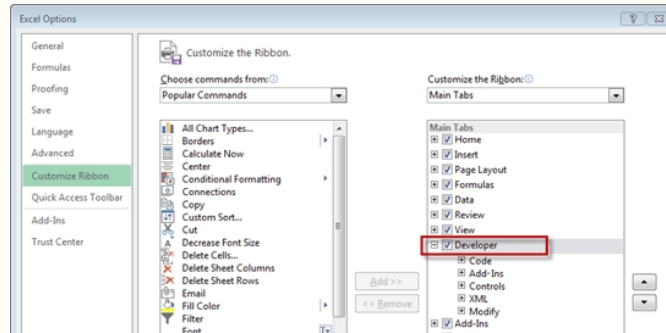 Excel Options
General
Formulas
Proofing
Save
Language
Advanced
Customize Ribbon
Quick Access Toolbar
Add-Ins
Trust Center
Customize the Ribbon.
Choose commands from:
Popular Commands
All Chart Types...
Borders
Calculate Now
Center
Conditional Formatting
Connections
Copy
Custom Sort...
Cut
Decrease Font Size
Delete Cells...
Delete Sheet Columns
Delete Sheet Rows
Email
Fill Color
Filter
Font
Add >>
<< Remove
Customize the Ribbon:
Main Tabs
Main Tabs
Home
Insert
Page Layout
Formulas
Data
Review
View
Developer
Code
Add-Ins
Controls
XML
Modify
Add-Ins